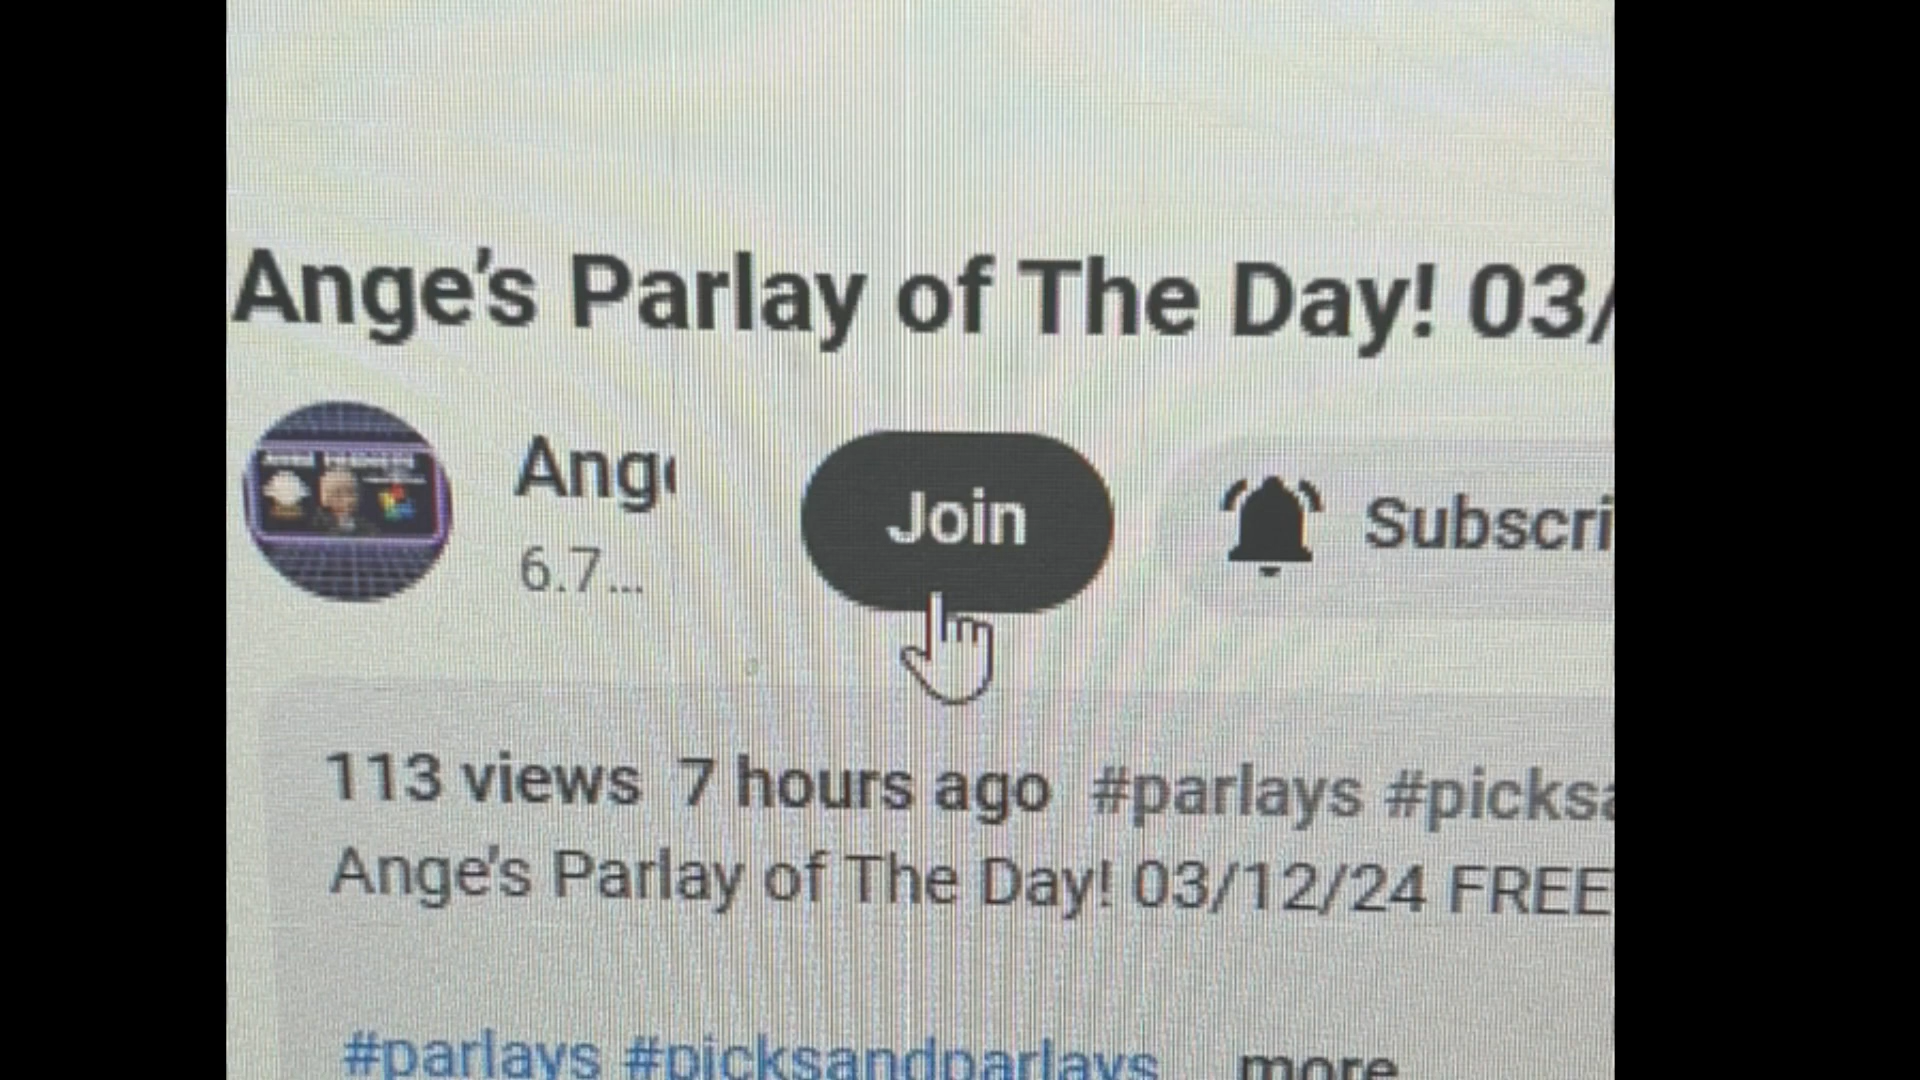 Ange's Parlay of The Day! 03/
Ang
6.7...
Join
Subscri
113 views 7 hours ago #parlays #picks
Ange's Parlay of The Day! 03/12/24 FREE
#parlays #picksandparlays more